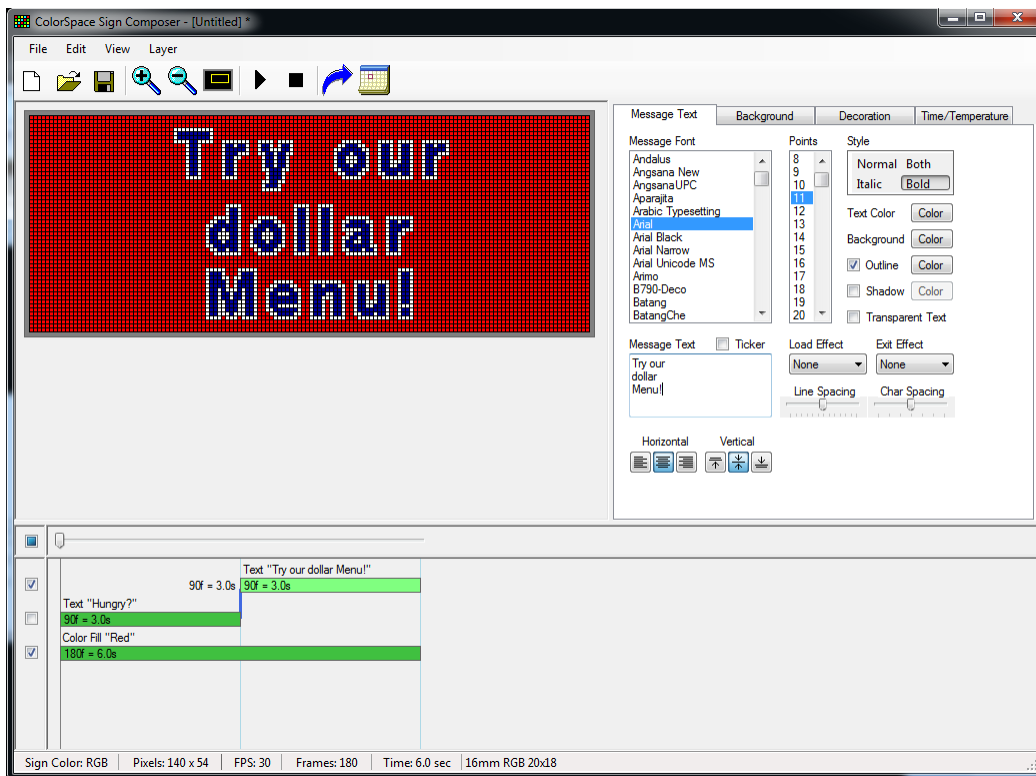 ColorSpace Sign Composer - [Untitled] *
File Edit View Layer
Try our
dollar
Menu!
Message Text Background Decoration Time/Temperature
Message Font Points Style
Andalus
Angsana New
AngsanaUPC
Aparajita
Arabic Typesetting
Arial
Arial Black
Arial Narrow
Arial Unicode MS
Arimo
B790-Deco
Batang
BatangChe
8
9
10
11
12
13
14
15
16
17
18
19
20
Normal Both
Italic Bold
Text Color Color
Background Color
Outline Color
Shadow Color
Transparent Text
Message Text Ticker Load Effect Exit Effect
None None
Try our
dollar
Menu!
Line Spacing Char Spacing
Horizontal Vertical
Text "Try our dollar Menu!"
90f = 3.0s 90f = 3.0s
Text "Hungry?"
90f = 3.0s
Color Fill "Red"
180f = 6.0s
Sign Color: RGB Pixels: 140 x 54 FPS: 30 Frames: 180 Time: 6.0 sec 16mm RGB 20x18